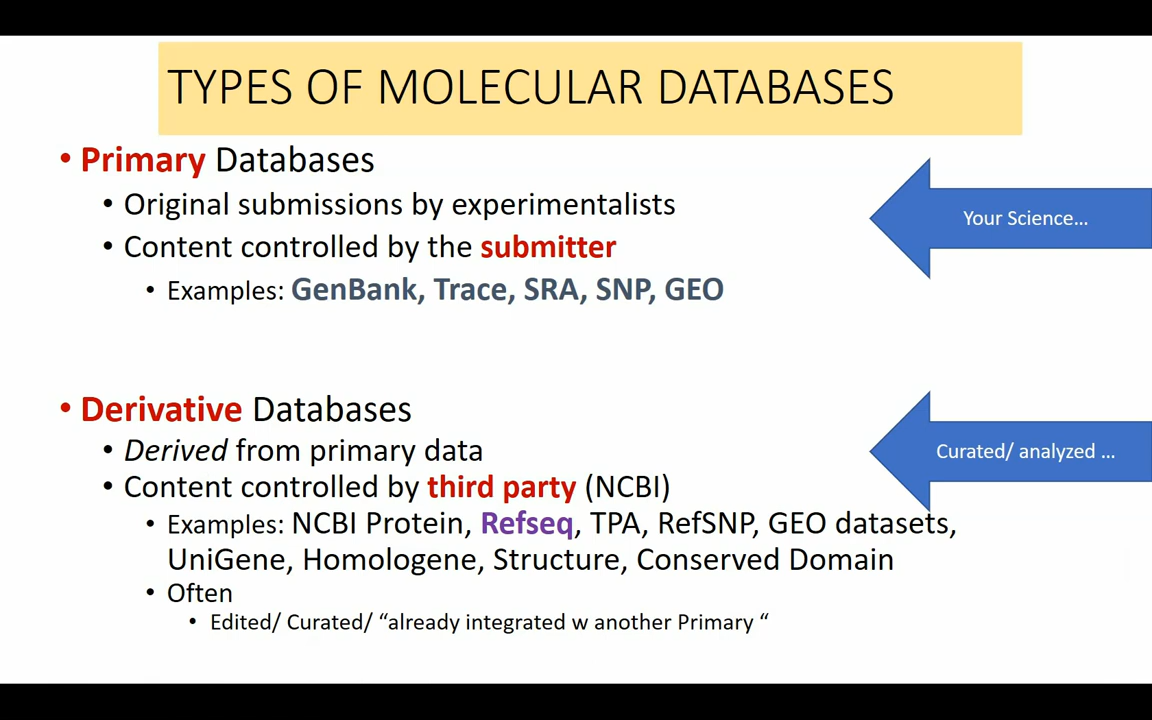 TYPES OF MOLECULAR DATABASES
• Primary Databases
• Original submissions by experimentalists
Your Science...
• Content controlled by the submitter
• Examples: GenBank, Trace, SRA, SNP, GEO
• Derivative Databases
• Derived from primary data
Curated/ analyzed ...
• Content controlled by third party (NCBI)
• Examples: NCBI Protein, Refseq, TPA, RefSNP, GEO datasets,
UniGene, Homologene, Structure, Conserved Domain
• Often
• Edited/ Curated/ “already integrated w another Primary “